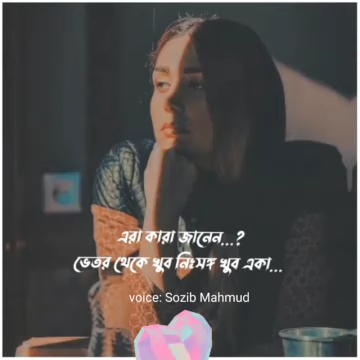 এরা কারা জানেন...?
ভেতর থেকে খুব নিঃসঙ্গ খুব একা...
voice: Sozib Mahmud